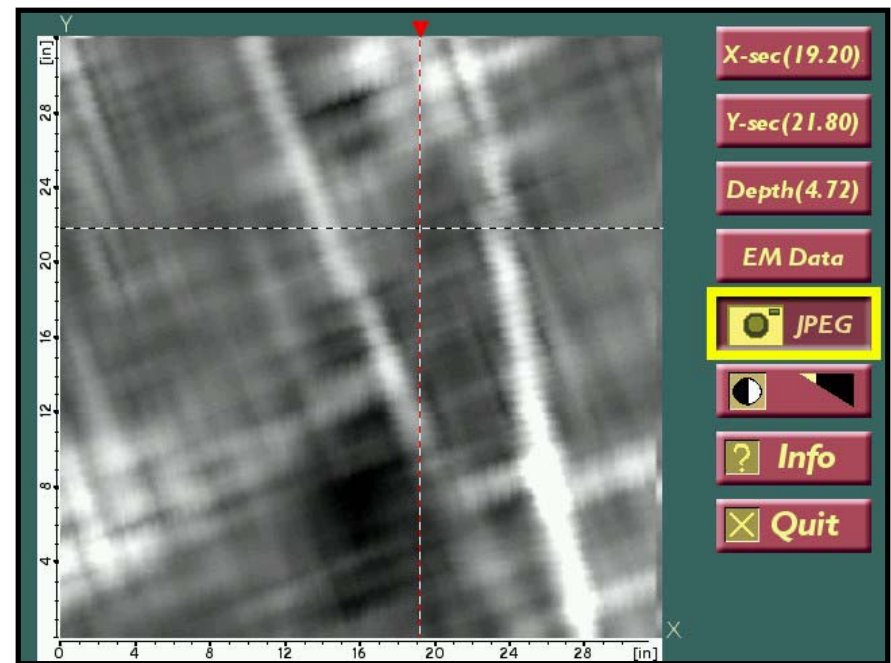 Y
[in]
28
24
20
16
12
8
4
0 4 8 12 16 20 24 28 [in]
X
X-sec(19.20)
Y-sec(21.80)
Depth(4.72)
EM Data
JPEG
? Info
Quit